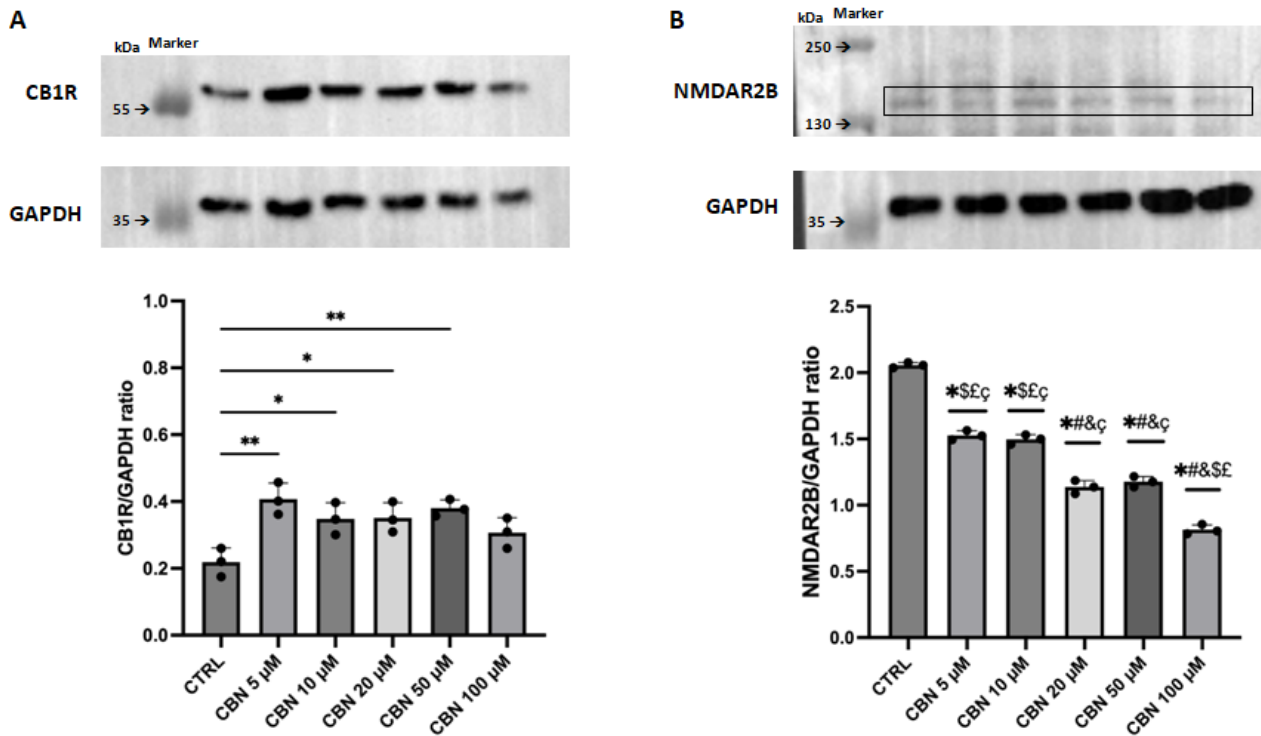 A
kDa Marker
CB1R
55 →
GAPDH
35 →
CB1R/GAPDH ratio
1.0
0.8
0.6
0.4
0.2
0.0
**
*
*
**
CTRL
CBN 5 µM
CBN 10 µM
CBN 20 µM
CBN 50 µM
CBN 100 µM
B
kDa Marker
250 →
NMDAR2B
130 →
GAPDH
35 →
NMDAR2B/GAPDH ratio
2.5
2.0
1.5
1.0
0.5
0.0
*$£ç
*$£ç
*#&ç
*#&ç
*#&$£
CTRL
CBN 5 µM
CBN 10 µM
CBN 20 µM
CBN 50 µM
CBN 100 µM